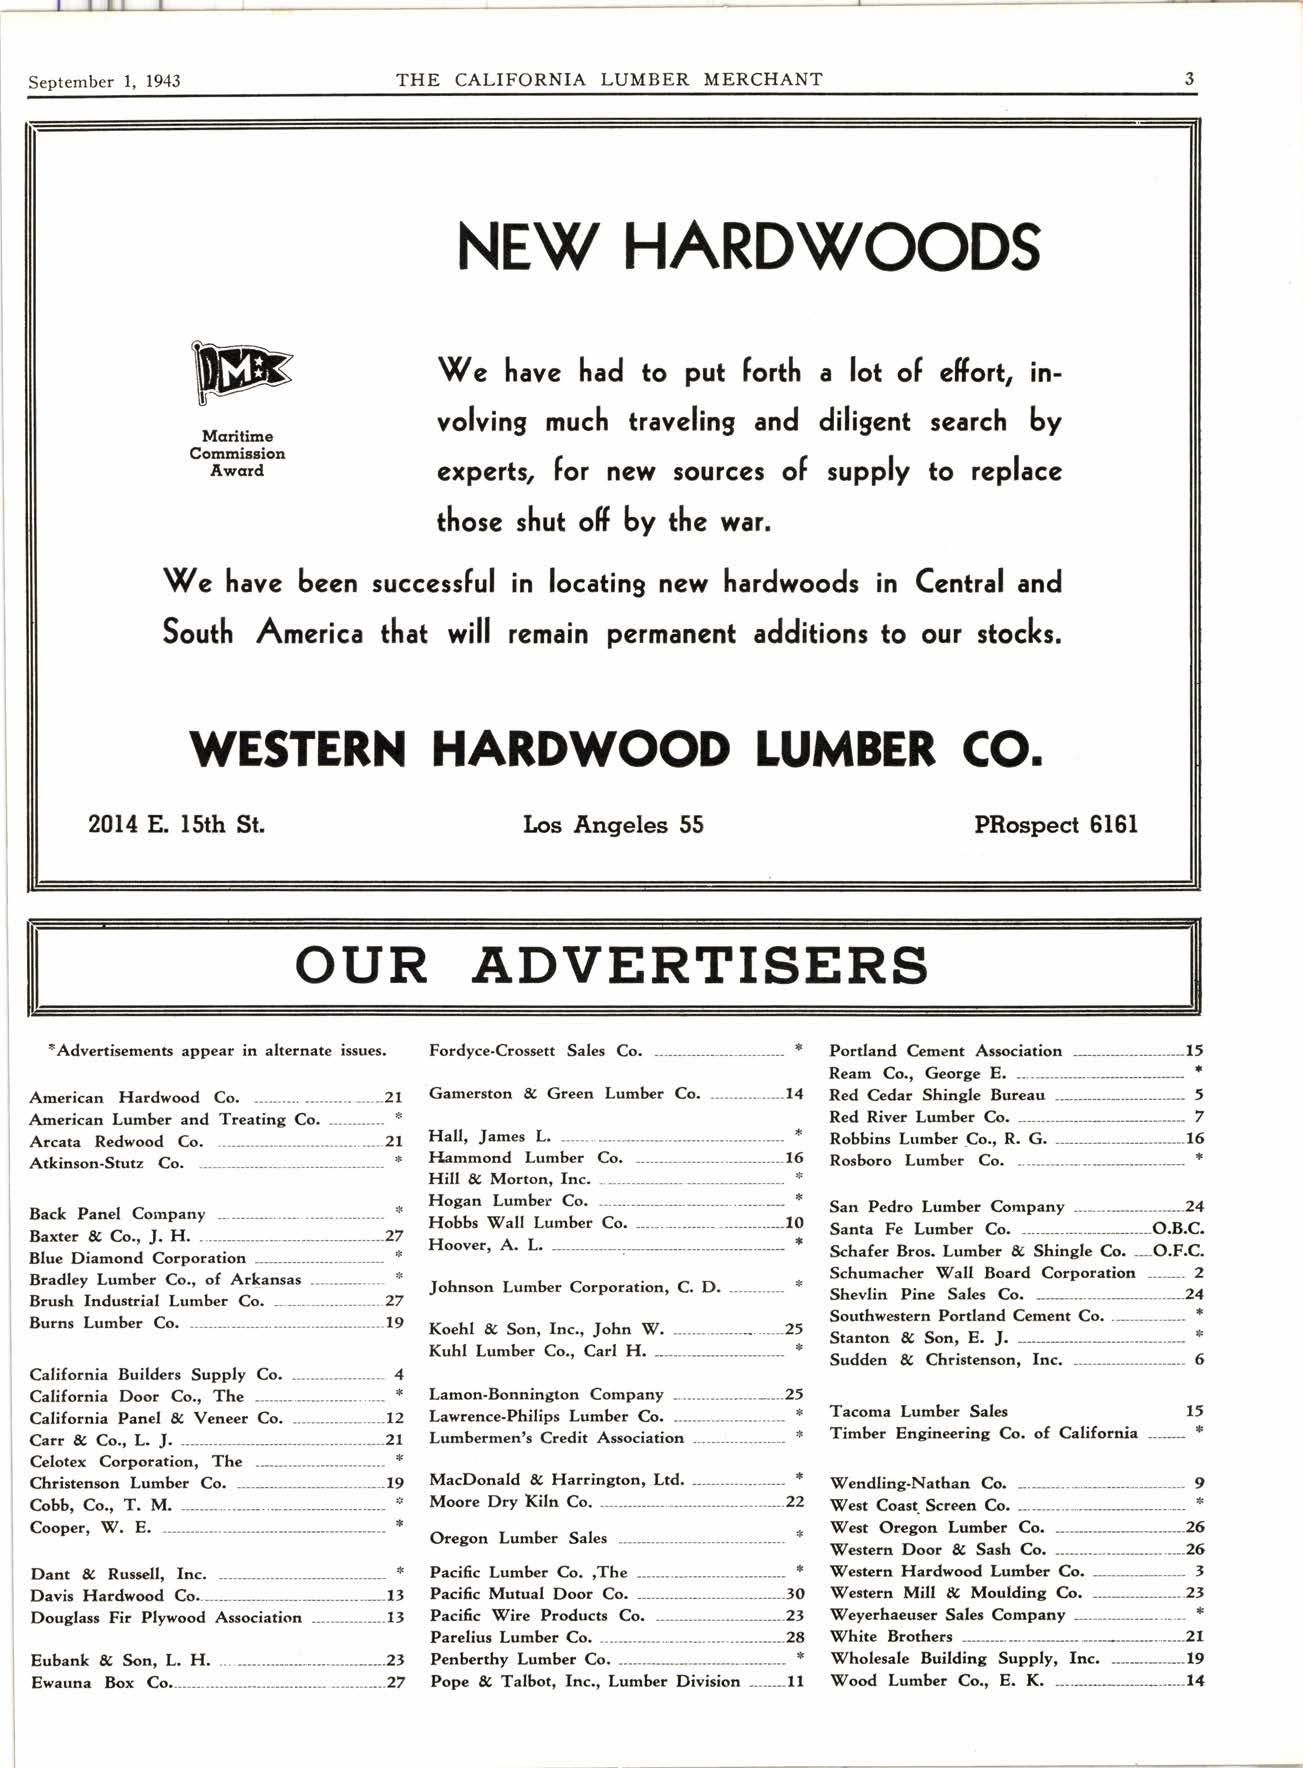 September 1, 1943 THE CALIFORNIA LUMBER MERCHANT 3
NEW HARDWOODS
M
Maritime
Commission
Award
We have had to put forth a lot of effort, in-
volving much traveling and diligent search by
experts, for new sources of supply to replace
those shut off by the war.
We have been successful in locating new hardwoods in Central and
South America that will remain permanent additions to our stocks.
WESTERN HARDWOOD LUMBER CO.
2014 E. 15th St. Los Angeles 55 PRospect 6161
OUR ADVERTISERS
*Advertisements appear in alternate issues.
American Hardwood Co. 21
American Lumber and Treating Co. *
Arcata Redwood Co. 21
Atkinson-Stutz Co. *
Back Panel Company *
Baxter & Co., J. H. 27
Blue Diamond Corporation *
Bradley Lumber Co., of Arkansas *
Brush Industrial Lumber Co. 27
Burns Lumber Co. 19
California Builders Supply Co. 4
California Door Co., The *
California Panel & Veneer Co. 12
Carr & Co., L. J. 21
Celotex Corporation, The *
Christenson Lumber Co. 19
Cobb, Co., T. M. *
Cooper, W. E. *
Dant & Russell, Inc. *
Davis Hardwood Co. 13
Douglass Fir Plywood Association 13
Eubank & Son, L. H. 23
Ewauna Box Co. 27
Fordyce-Crossett Sales Co. *
Gamerston & Green Lumber Co. 14
Hall, James L. *
Hammond Lumber Co. 16
Hill & Morton, Inc. *
Hogan Lumber Co. *
Hobbs Wall Lumber Co. 10
Hoover, A. L. *
Johnson Lumber Corporation, C. D. *
Koehl & Son, Inc., John W. 25
Kuhl Lumber Co., Carl H. *
Lamon-Bonnington Company 25
Lawrence-Philips Lumber Co. *
Lumbermen's Credit Association *
MacDonald & Harrington, Ltd. *
Moore Dry Kiln Co. 22
Oregon Lumber Sales *
Pacific Lumber Co. ,The *
Pacific Mutual Door Co. 30
Pacific Wire Products Co. 23
Parelius Lumber Co. 28
Penberthy Lumber Co. *
Pope & Talbot, Inc., Lumber Division 11
Portland Cement Association 15
Ream Co., George E. *
Red Cedar Shingle Bureau 5
Red River Lumber Co. 7
Robbins Lumber Co., R. G. 16
Rosboro Lumber Co. *
San Pedro Lumber Company 24
Santa Fe Lumber Co. O.B.C.
Schafer Bros. Lumber & Shingle Co. O.F.C.
Schumacher Wall Board Corporation 2
Shevlin Pine Sales Co. 24
Southwestern Portland Cement Co. *
Stanton & Son, E. J. *
Sudden & Christenson, Inc. 6
Tacoma Lumber Sales 15
Timber Engineering Co. of California *
Wendling-Nathan Co. 9
West Coast Screen Co. *
West Oregon Lumber Co. 26
Western Door & Sash Co. 26
Western Hardwood Lumber Co. 3
Western Mill & Moulding Co. 23
Weyerhaeuser Sales Company *
White Brothers 21
Wholesale Building Supply, Inc. 19
Wood Lumber Co., E. K. 14